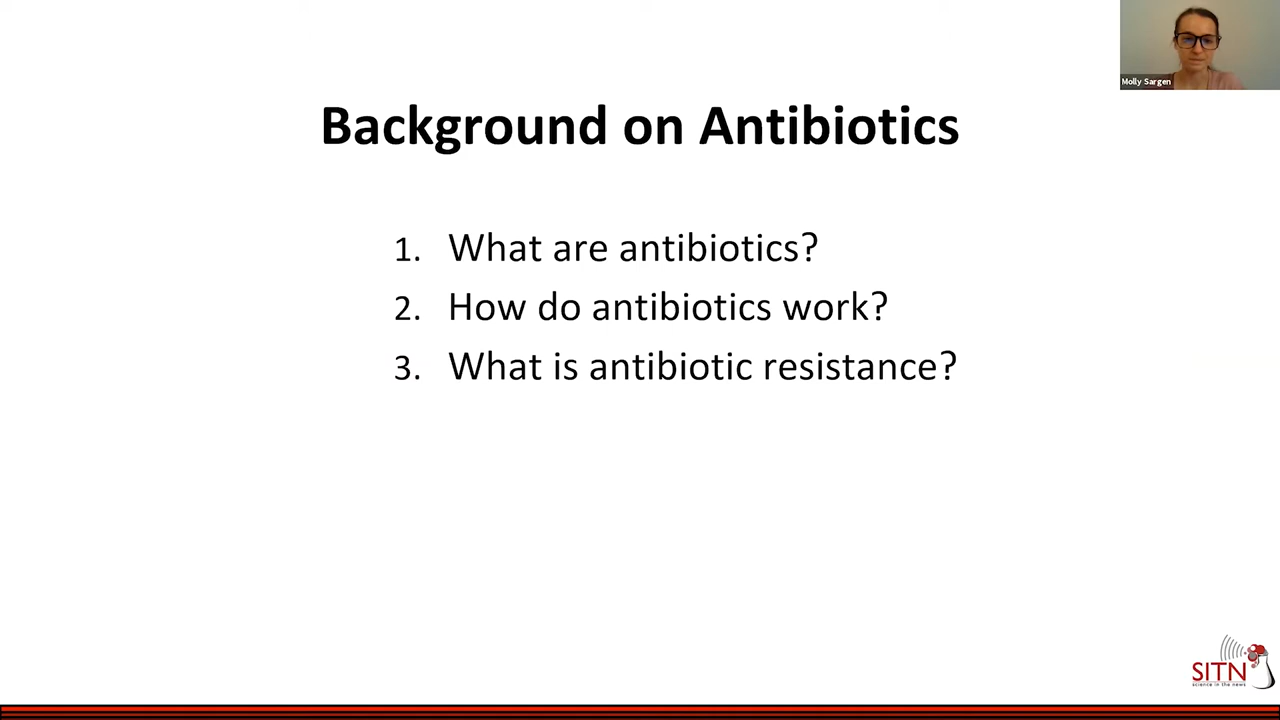 Molly Sargen
Background on Antibiotics
1. What are antibiotics?
2. How do antibiotics work?
3. What is antibiotic resistance?
SITN
science in the news